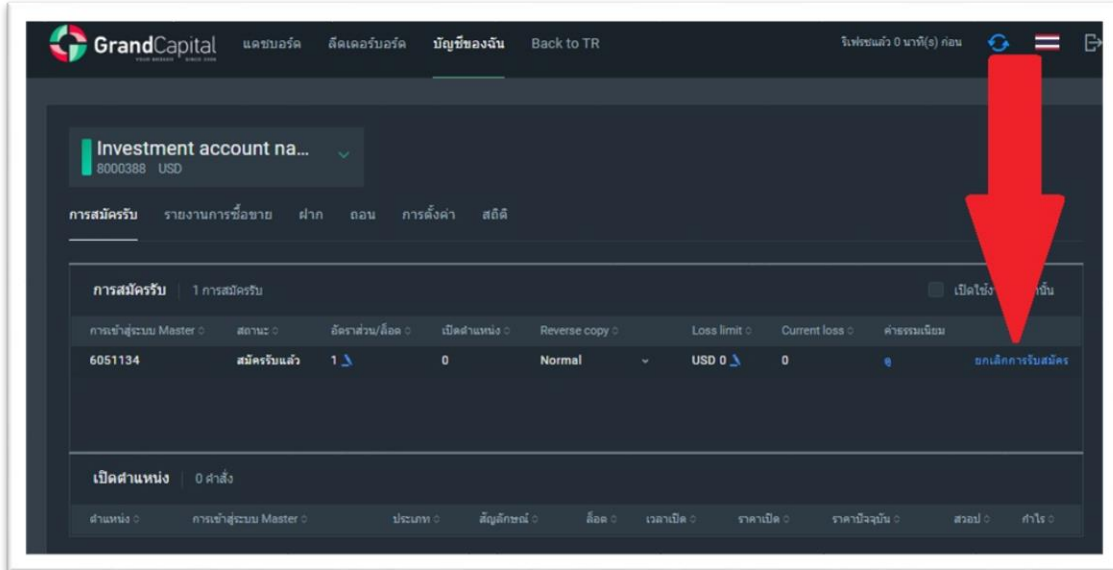 GrandCapital แดชบอร์ด ลีดเดอร์บอร์ด บัญชีของฉัน Back to TR รีเฟรชแล้ว 0 นาที(s) ก่อน
Investment account na...
8000388 USD
การสมัครรับ รายงานการซื้อขาย ฝาก ถอน การตั้งค่า สถิติ
การสมัครรับ 1 การสมัครรับ
การเข้าสู่ระบบ Master สถานะ อัตราส่วน/ล็อต เปิดตำแหน่ง Reverse copy Loss limit Current loss ค่าธรรมเนียม
6051134 สมัครรับแล้ว 1 0 Normal USD 0 0 ดู ยกเลิกการรับสมัคร
เปิดตำแหน่ง 0 คำสั่ง
ตำแหน่ง การเข้าสู่ระบบ Master ประเภท สัญลักษณ์ ล็อต เวลาเปิด ราคาเปิด ราคาปัจจุบัน สวอป กำไร